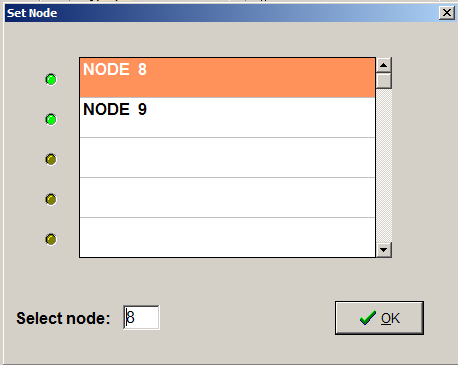 Set Node
NODE 8
NODE 9
Select node: 8
OK